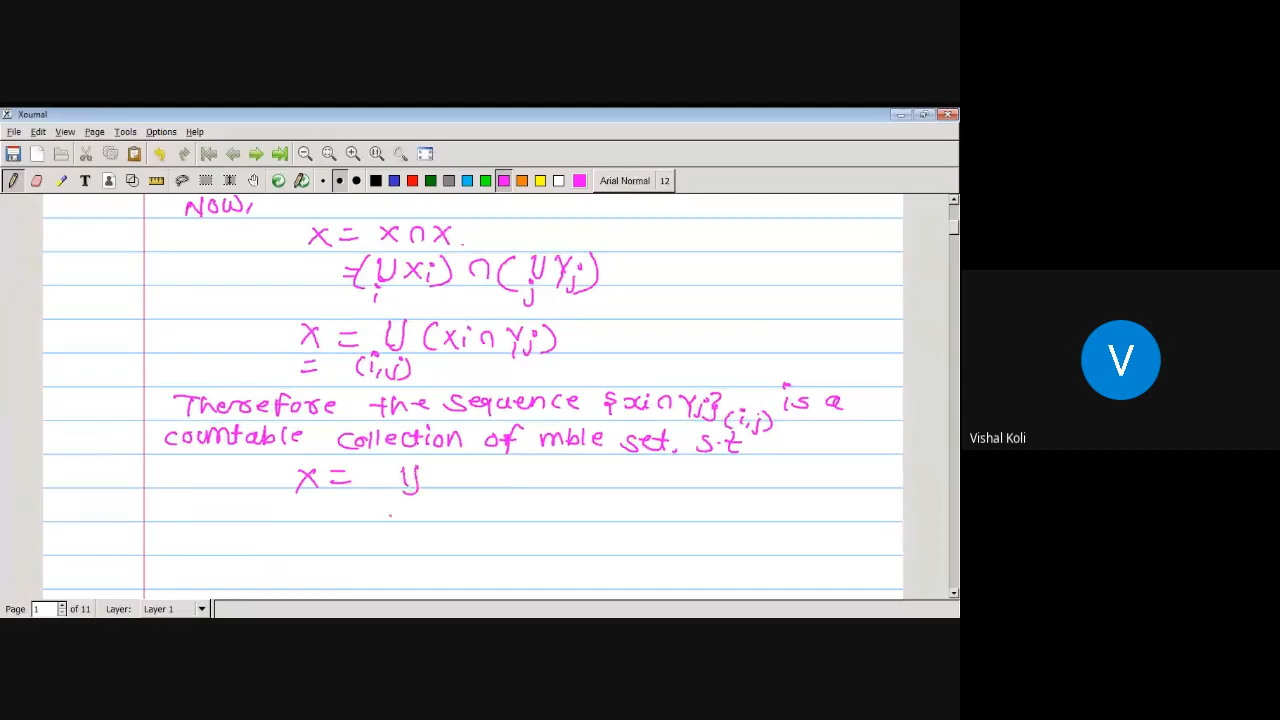 Xournal
File Edit View Page Tools Options Help
Arial Normal 12
Now,
X = X ∩ X.
=(∪ Xi) ∩ (∪ Yj)
i j
X = ∪ (Xi ∩ Yj)
= (i,j)
Therefore the sequence {Xi ∩ Yj}(i,j) is a
countable collection of mble set. s.t
X = ∪
Page 1 of 11 Layer: Layer 1
V
Vishal Koli